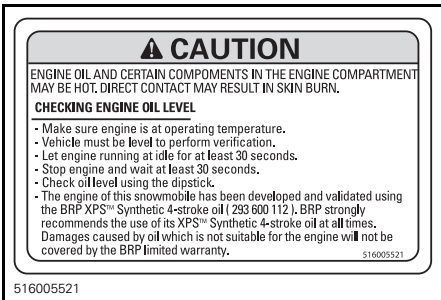 CAUTION
ENGINE OIL AND CERTAIN COMPOMENTS IN THE ENGINE COMPARTMENT
MAY BE HOT. DIRECT CONTACT MAY RESULT IN SKIN BURN.
CHECKING ENGINE OIL LEVEL
- Make sure engine is at operating temperature.
- Vehicle must be level to perform verification.
- Let engine running at idle for at least 30 seconds.
- Stop engine and wait at least 30 seconds.
- Check oil level using the dipstick.
- The engine of this snowmobile has been developed and validated using
the BRP XPS™ Synthetic 4-stroke oil ( 293 600 112 ). BRP strongly
recommends the use of its XPS™ Synthetic 4-stroke oil at all times.
Damages caused by oil which is not suitable for the engine will not be
covered by the BRP limited warranty.
516005521
516005521